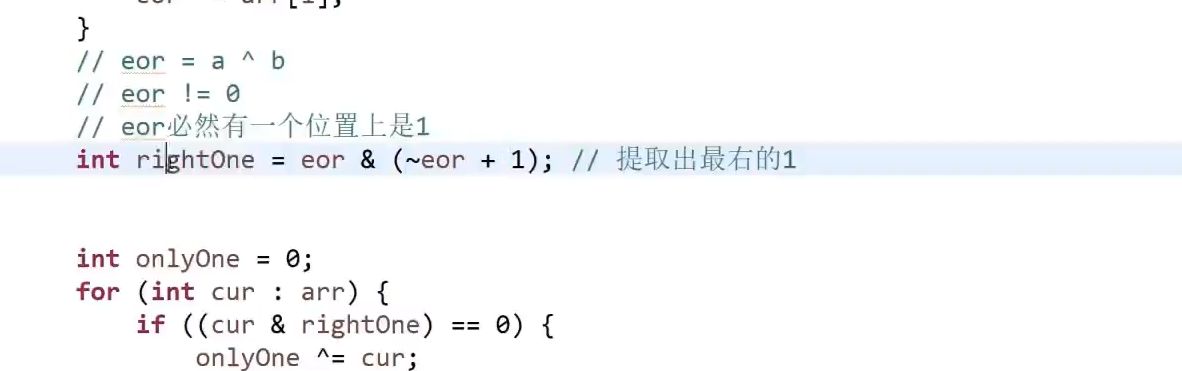 }
// eor = a ^ b
// eor != 0
// eor必然有一个位置上是1
int rightOne = eor & (~eor + 1); // 提取出最右的1
int onlyOne = 0;
for (int cur : arr) {
if ((cur & rightOne) == 0) {
onlyOne ^= cur;